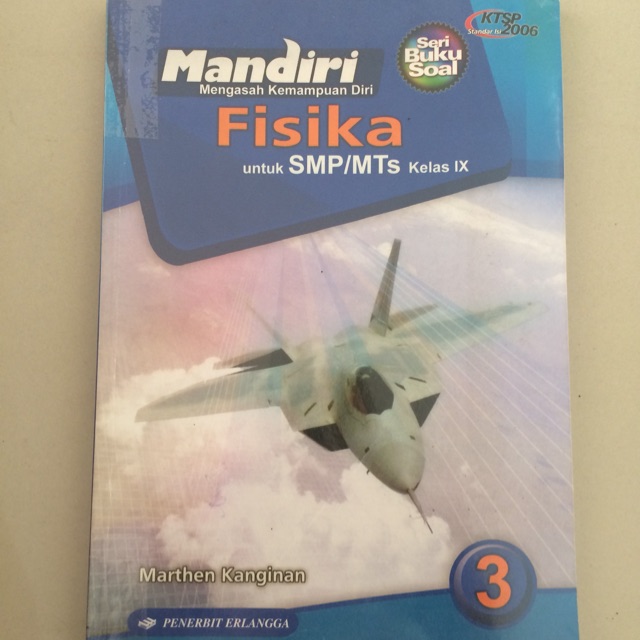 KTSP
Standar Isi 2006
Seri
Buku
Soal
Mandiri
Mengasah Kemampuan Diri
Fisika
untuk SMP/MTs Kelas IX
Marthen Kanginan
3
PENERBIT ERLANGGA